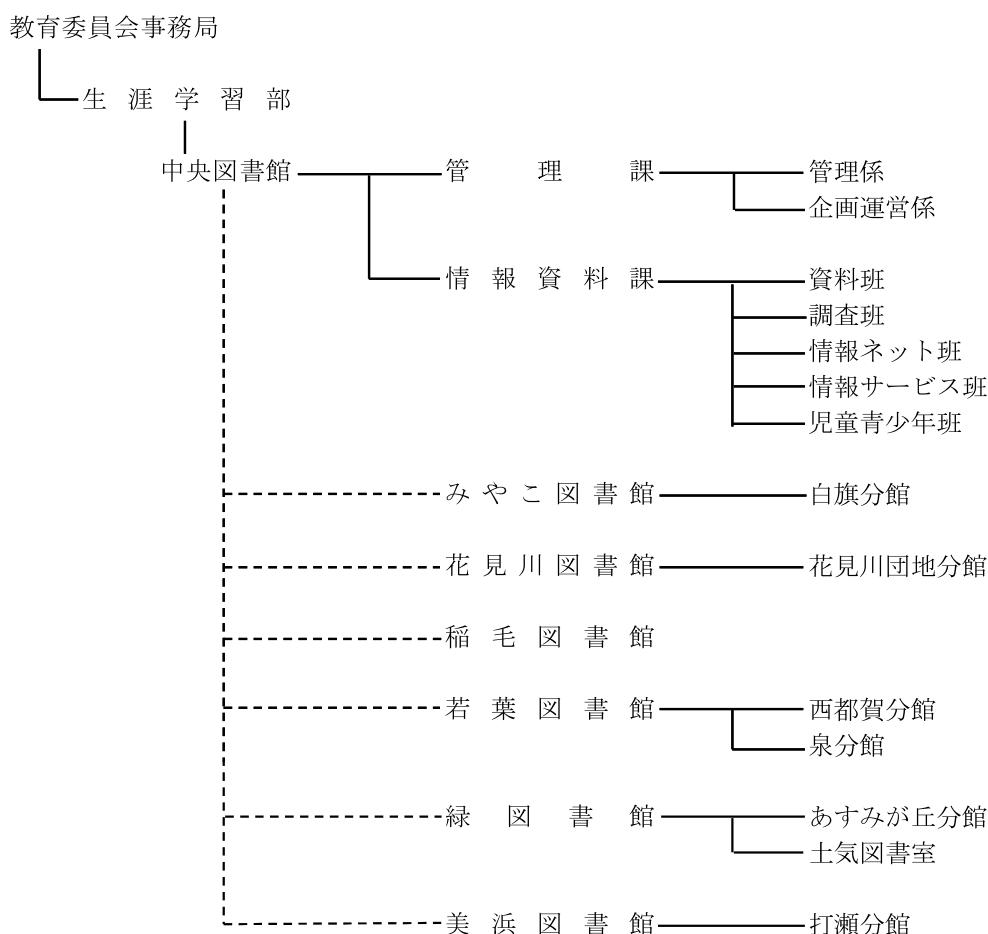 教育委員会事務局
生涯学習部
中央図書館 管理課 管理係
企画運営係
情報資料課 資料班
調査班
情報ネット班
情報サービス班
児童青少年班
みやこ図書館 白旗分館
花見川図書館 花見川団地分館
稲毛図書館
若葉図書館 西都賀分館
泉分館
緑図書館 あすみが丘分館
土気図書室
美浜図書館 打瀬分館